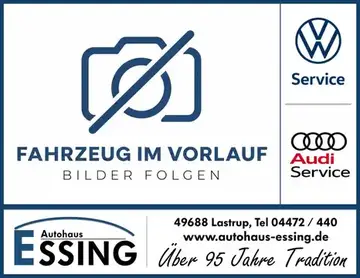 FAHRZEUG IM VORLAUF
BILDER FOLGEN
Service
Audi
Service
Autohaus
ESSING
49688 Lastrup, Tel 04472 / 440
www.autohaus-essing.de
Über 95 Jahre Tradition